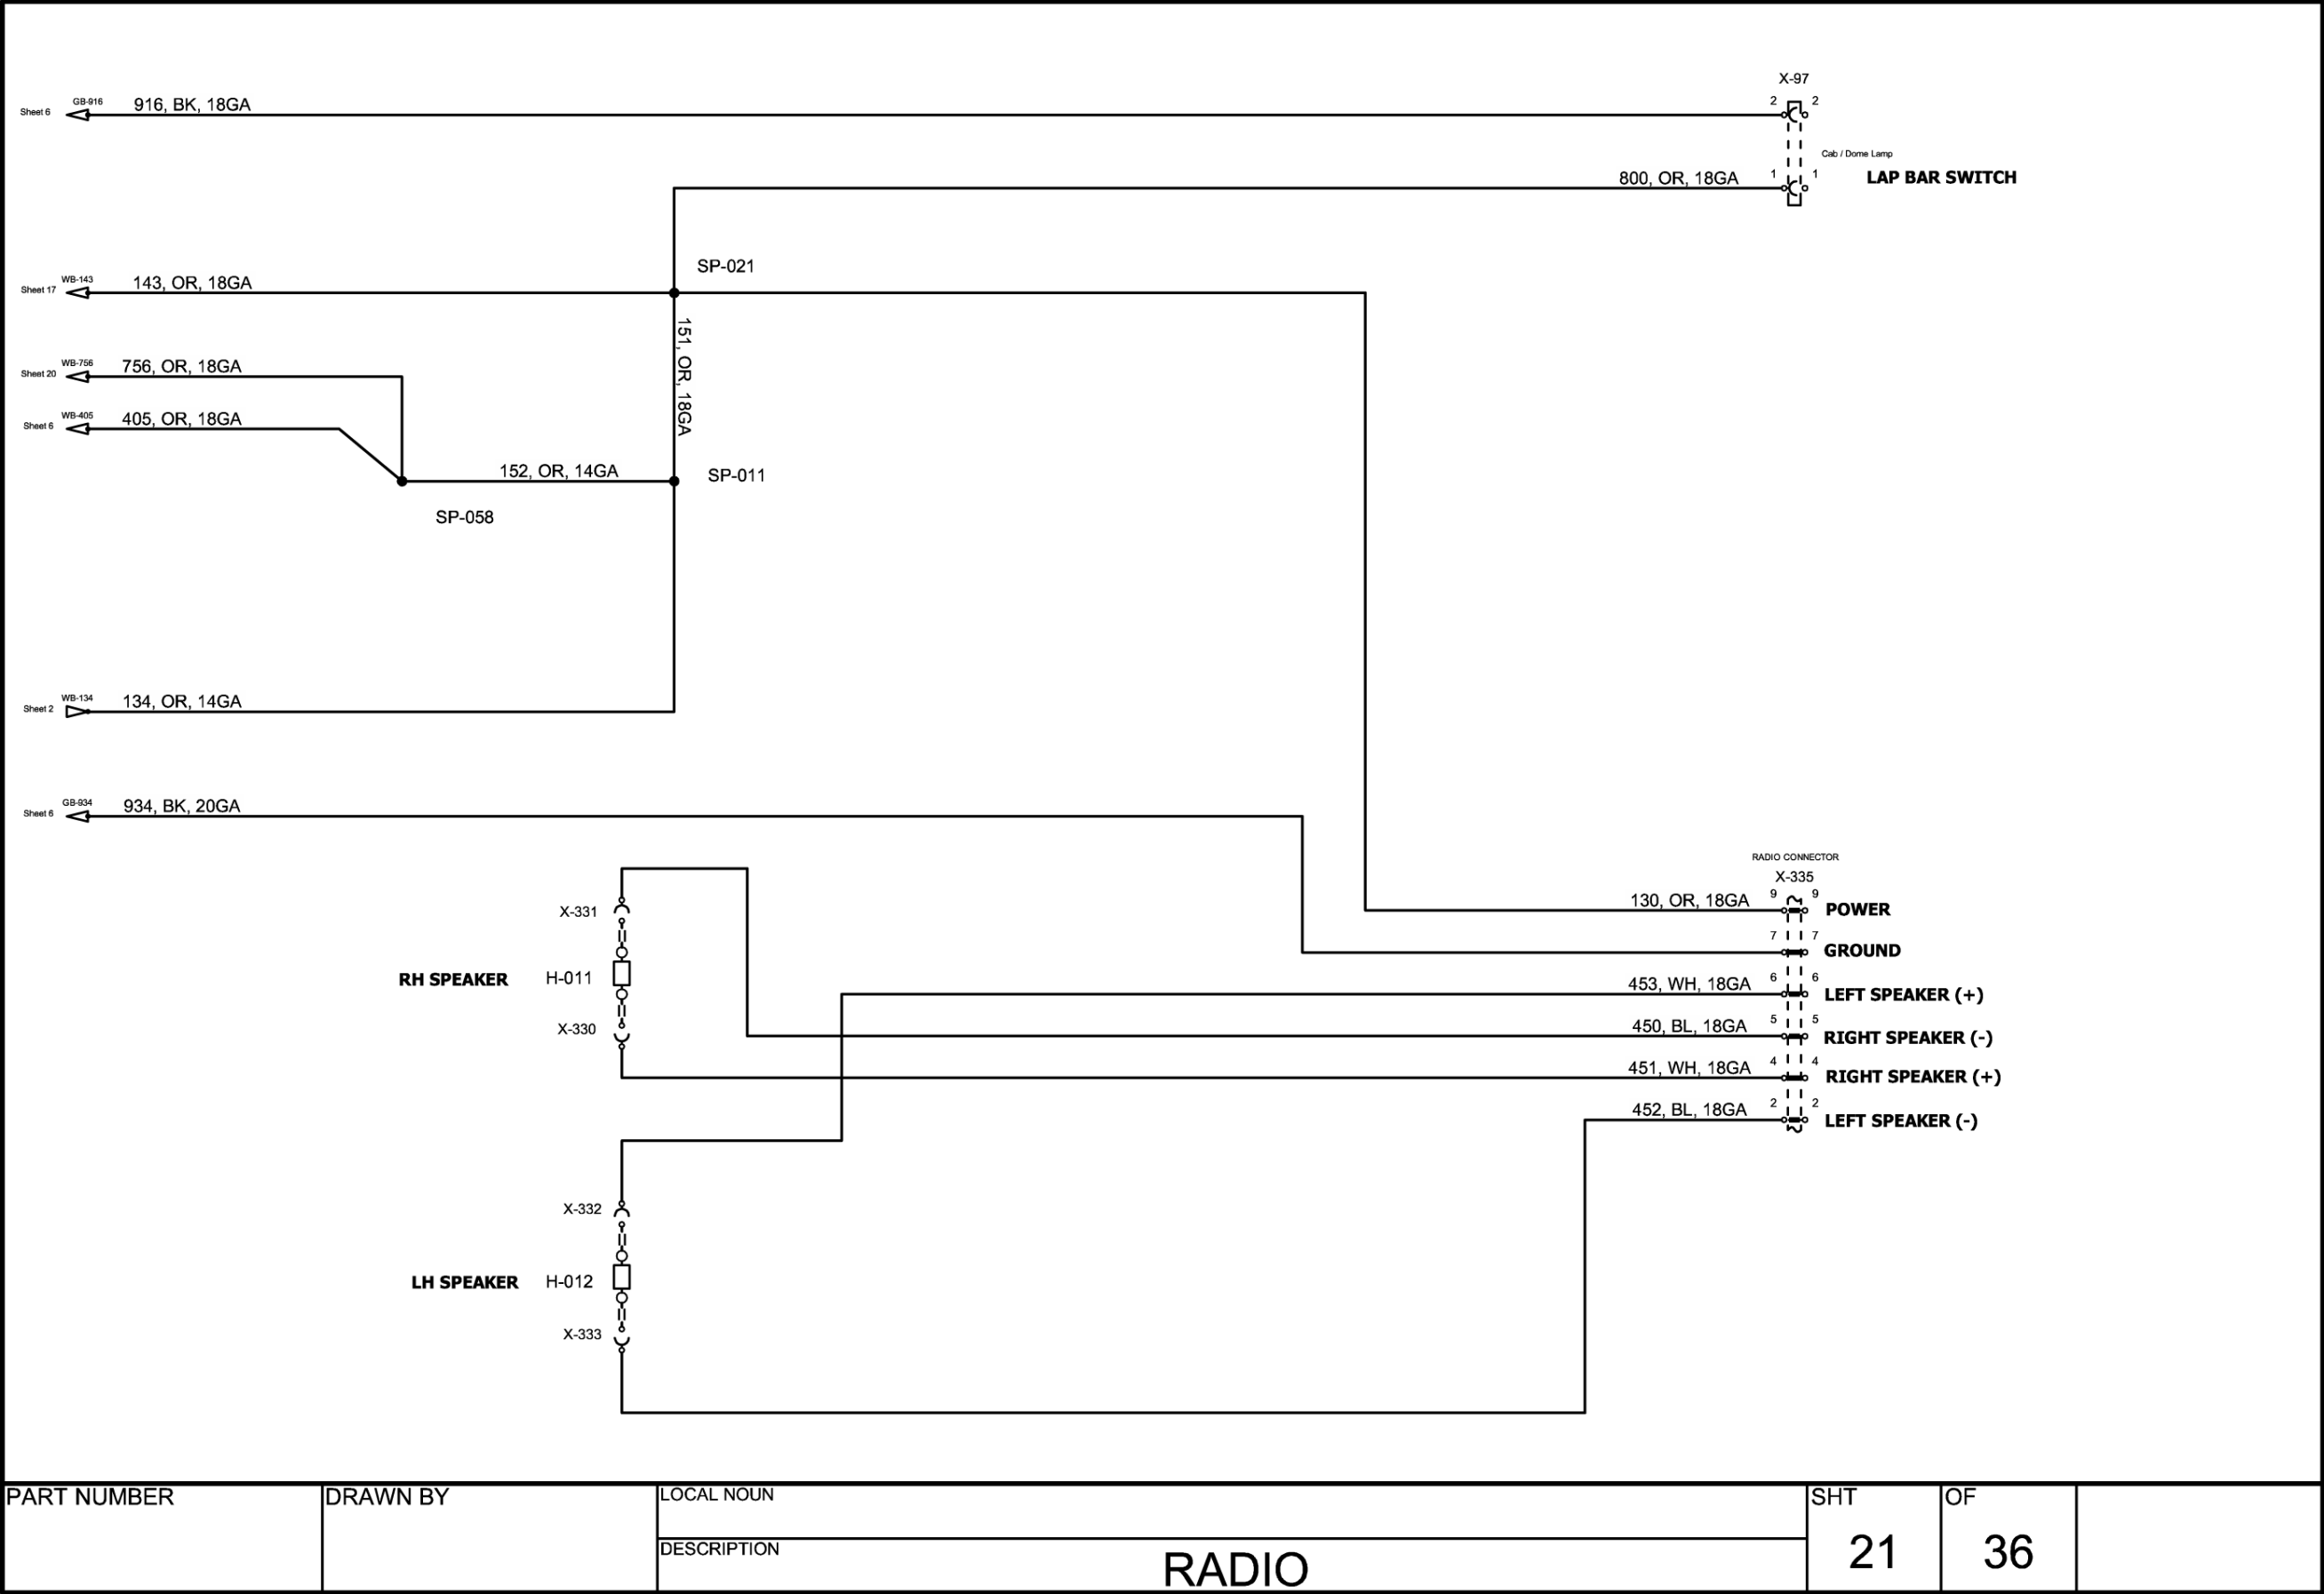 X-97
Sheet 6 GB-916 916, BK, 18GA 2 2
Cab / Dome Lamp
800, OR, 18GA 1 1 LAP BAR SWITCH
SP-021
Sheet 17 WB-143 143, OR, 18GA
151, OR, 18GA
Sheet 20 WB-756 756, OR, 18GA
Sheet 6 WB-405 405, OR, 18GA
152, OR, 14GA SP-011
SP-058
Sheet 2 WB-134 134, OR, 14GA
Sheet 6 GB-934 934, BK, 20GA
RADIO CONNECTOR
X-335
130, OR, 18GA 9 9 POWER
X-331
7 7 GROUND
RH SPEAKER H-011
453, WH, 18GA 6 6 LEFT SPEAKER (+)
X-330
450, BL, 18GA 5 5 RIGHT SPEAKER (-)
451, WH, 18GA 4 4 RIGHT SPEAKER (+)
452, BL, 18GA 2 2 LEFT SPEAKER (-)
X-332
LH SPEAKER H-012
X-333
PART NUMBER DRAWN BY LOCAL NOUN SHT OF
DESCRIPTION RADIO 21 36